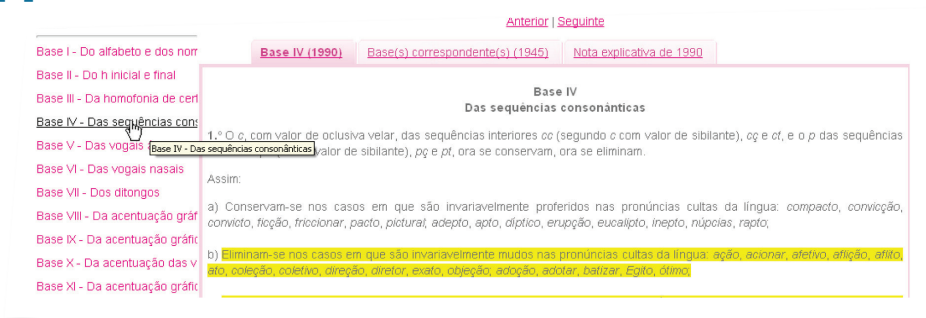 Anterior | Seguinte
Base I - Do alfabeto e dos nom
Base II - Do h inicial e final
Base III - Da homofonia de cert
Base IV - Das sequências cons
Base V - Das vogais
Base IV - Das sequências consonânticas
Base VI - Das vogais nasais
Base VII - Dos ditongos
Base VIII - Da acentuação gráf
Base IX - Da acentuação gráfic
Base X - Da acentuação das v
Base XI - Da acentuação gráfic
Base IV (1990) Base(s) correspondente(s) (1945) Nota explicativa de 1990
Base IV
Das sequências consonânticas
1.º O c, com valor de oclusiva velar, das sequências interiores cc (segundo c com valor de sibilante), cç e ct, e o p das sequências
valor de sibilante), pç e pt, ora se conservam, ora se eliminam.
Assim:
a) Conservam-se nos casos em que são invariavelmente proferidos nas pronúncias cultas da língua: compacto, convicção,
convicto, ficção, friccionar, pacto, pictural, adepto, apto, díptico, erupção, eucalipto, inepto, núpcias, rapto;
b) Eliminam-se nos casos em que são invariavelmente mudos nas pronúncias cultas da língua: ação, acionar, afetivo, aflição, aflito,
ato, coleção, coletivo, direção, diretor, exato, objeção; adoção, adotar, batizar, Egito, ótimo;